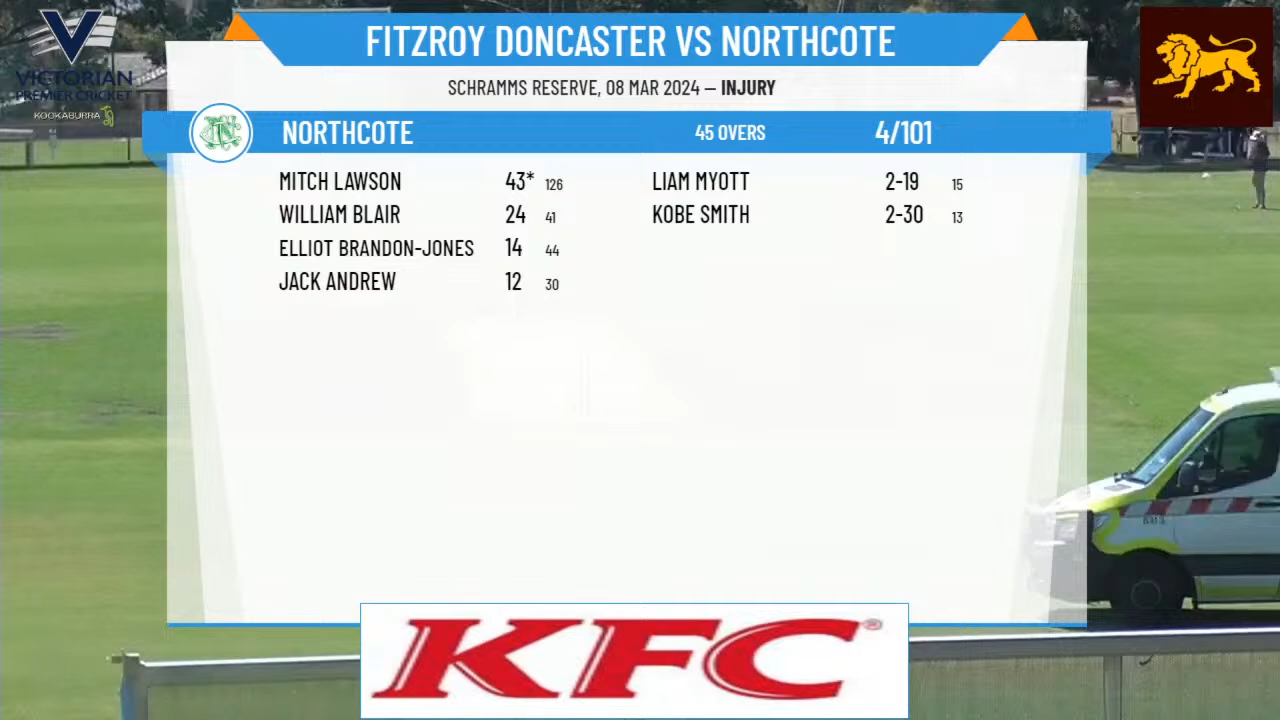 FITZROY DONCASTER VS NORTHCOTE
VICTORIAN
PREMIER CRICKET
KOOKABURRA
SCHRAMMS RESERVE, 08 MAR 2024 – INJURY
NORTHCOTE 45 OVERS 4/101
MITCH LAWSON 43* 126 LIAM MYOTT 2-19 15
WILLIAM BLAIR 24 41 KOBE SMITH 2-30 13
ELLIOT BRANDON-JONES 14 44
JACK ANDREW 12 30
KFC®